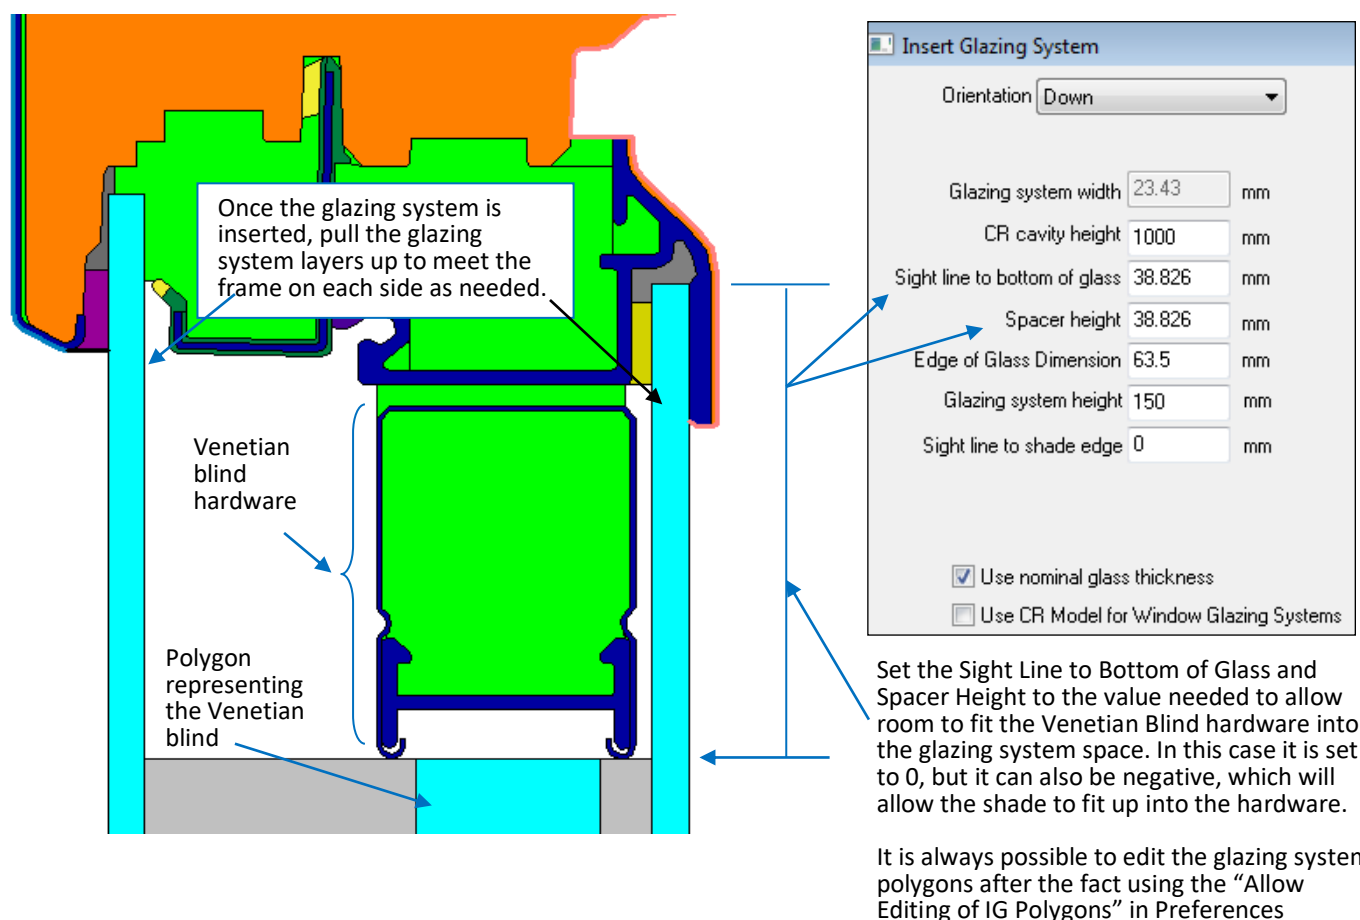 Once the glazing system is
inserted, pull the glazing
system layers up to meet the
frame on each side as needed.
Venetian
blind
hardware
Polygon
representing
the Venetian
blind
Insert Glazing System
Orientation Down
Glazing system width 23.43 mm
CR cavity height 1000 mm
Sight line to bottom of glass 38.826 mm
Spacer height 38.826 mm
Edge of Glass Dimension 63.5 mm
Glazing system height 150 mm
Sight line to shade edge 0 mm
Use nominal glass thickness
Use CR Model for Window Glazing Systems
Set the Sight Line to Bottom of Glass and
Spacer Height to the value needed to allow
room to fit the Venetian Blind hardware into
the glazing system space. In this case it is set
to 0, but it can also be negative, which will
allow the shade to fit up into the hardware.
It is always possible to edit the glazing system
polygons after the fact using the “Allow
Editing of IG Polygons” in Preferences